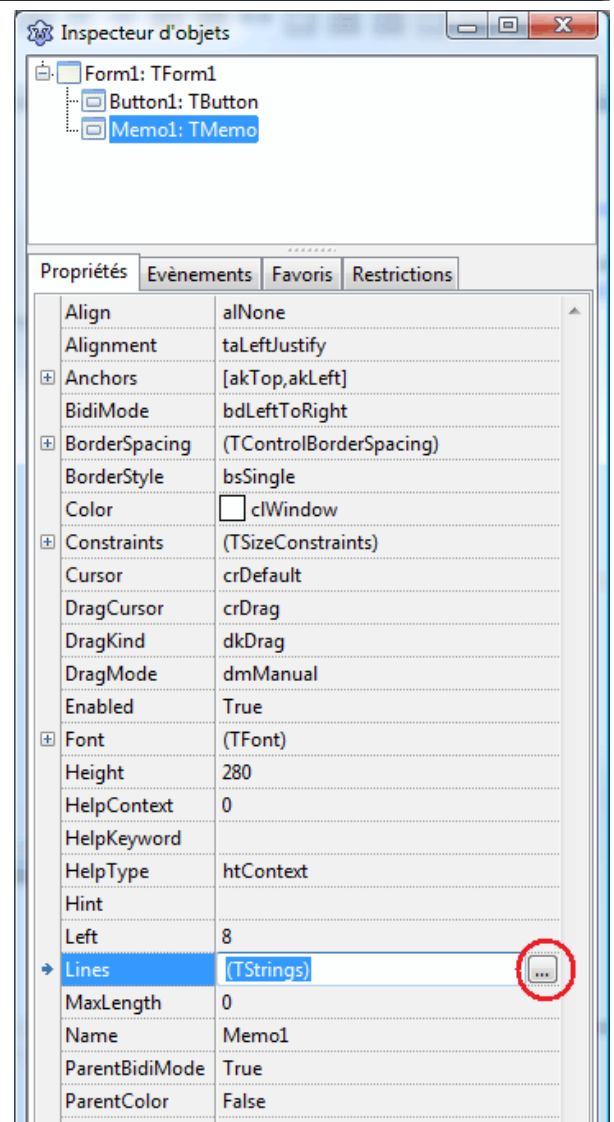 Inspecteur d'objets
Form1: TForm1
Button1: TButton
Memo1: TMemo
Propriétés Evènements Favoris Restrictions
Align alNone
Alignment taLeftJustify
Anchors [akTop,akLeft]
BidiMode bdLeftToRight
BorderSpacing (TControlBorderSpacing)
BorderStyle bsSingle
Color clWindow
Constraints (TSizeConstraints)
Cursor crDefault
DragCursor crDrag
DragKind dkDrag
DragMode dmManual
Enabled True
Font (TFont)
Height 280
HelpContext 0
HelpKeyword
HelpType htContext
Hint
Left 8
Lines (TStrings) ...
MaxLength 0
Name Memo1
ParentBidiMode True
ParentColor False